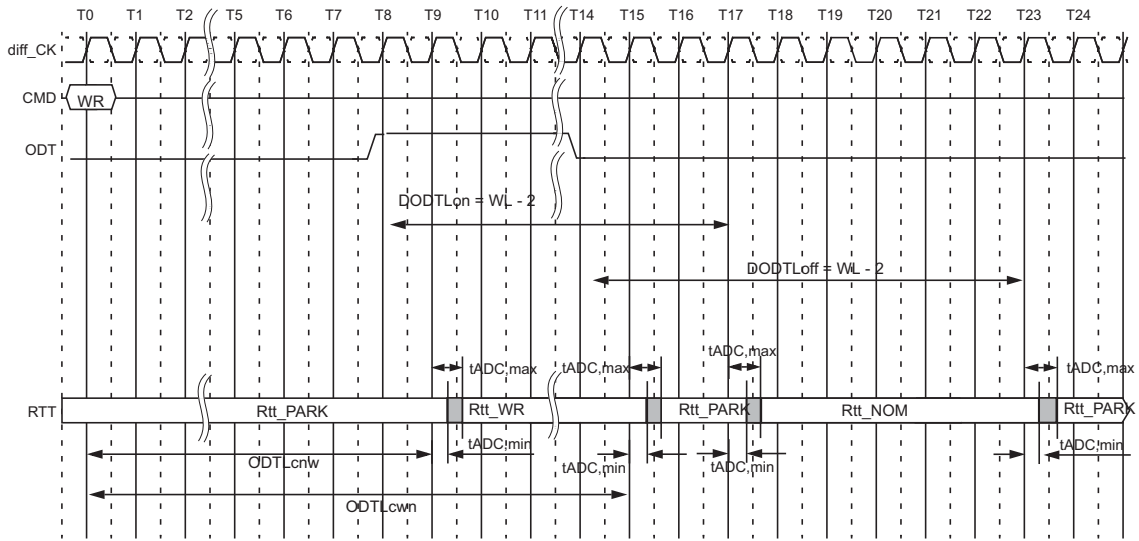 T0 T1 T2 T5 T6 T7 T8 T9 T10 T11 T14 T15 T16 T17 T18 T19 T20 T21 T22 T23 T24
diff_CK
CMD WR
ODT
DODTLon = WL - 2
DODTLoff = WL - 2
tADC,max
tADC,max tADC,max tADC,max
RTT Rtt_PARK Rtt_WR Rtt_PARK Rtt_NOM Rtt_PARK
tADC,min tADC,min
ODTLcnw tADC,min tADC,min
ODTLcwn